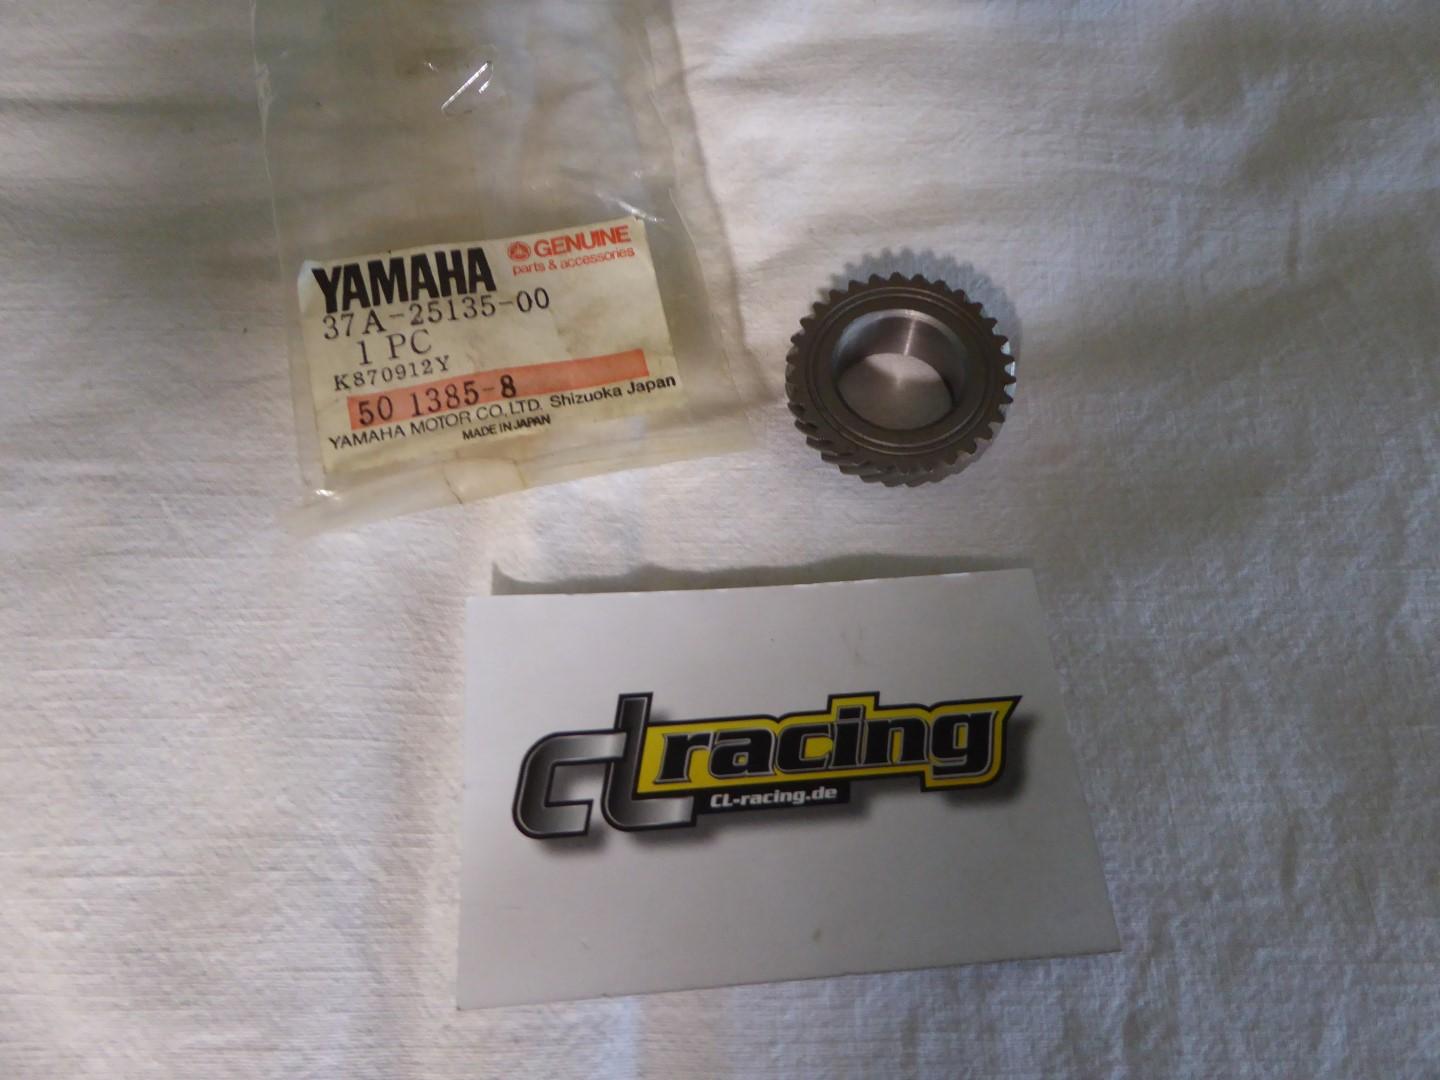 YAMAHA
GENUINE
parts & accessories
37A-25135-00
1 PC
K870912Y
50 1385-8
YAMAHA MOTOR CO., LTD. Shizuoka Japan
MADE IN JAPAN
CL racing
CL-racing.de